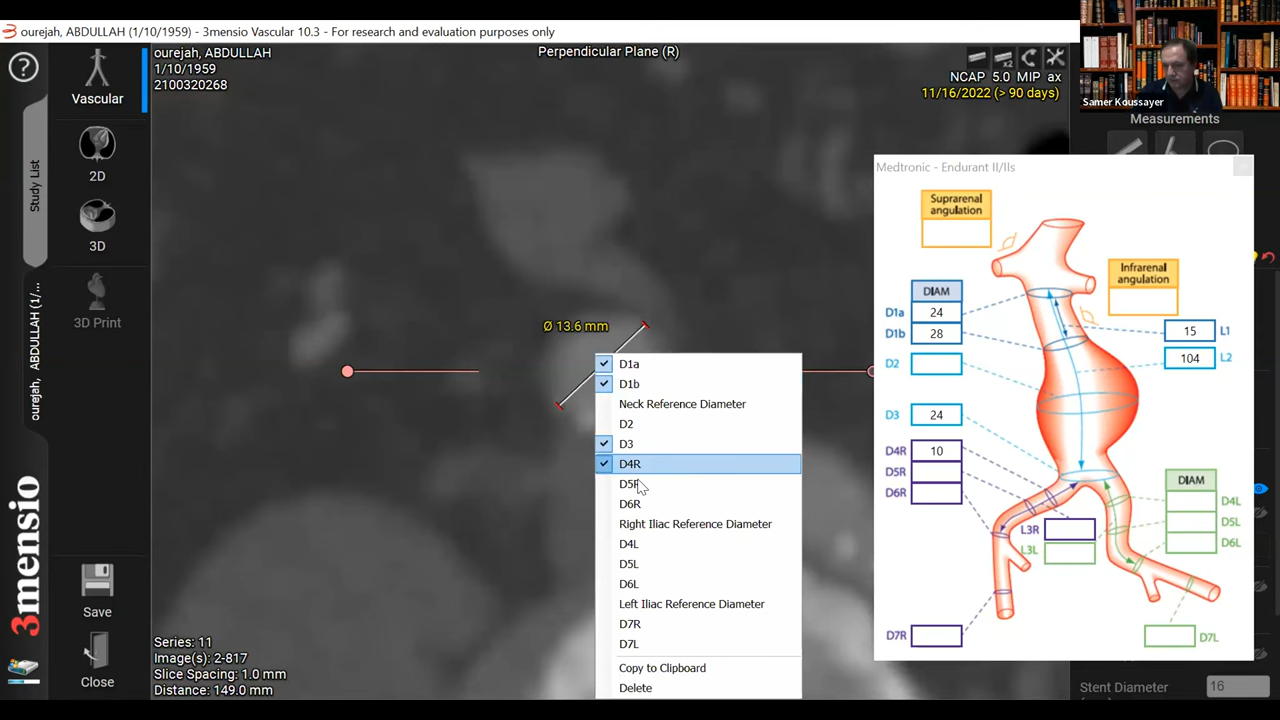 ourejah, ABDULLAH (1/10/1959) - 3mensio Vascular 10.3 - For research and evaluation purposes only
ourejah, ABDULLAH
1/10/1959
2100320268
Perpendicular Plane (R)
x2
NCAP 5.0 MIP ax
11/16/2022 (> 90 days)
Samer Koussayer
Measurements
?
Vascular
2D
3D
3D Print
Study List
ourejah, ABDULLAH (1/...
3mensio
Save
Close
Ø 13.6 mm
D1a
D1b
Neck Reference Diameter
D2
D3
D4R
D5R
D6R
Right Iliac Reference Diameter
D4L
D5L
D6L
Left Iliac Reference Diameter
D7R
D7L
Copy to Clipboard
Delete
Series: 11
Image(s): 2-817
Slice Spacing: 1.0 mm
Distance: 149.0 mm
Medtronic - Endurant II/IIs
Suprarenal
angulation
Infrarenal
angulation
DIAM
D1a 24
D1b 28
D2
D3 24
D4R 10
D5R
D6R
15 L1
104 L2
L3R
L3L
DIAM
D4L
D5L
D6L
D7R
D7L
Stent Diameter 16